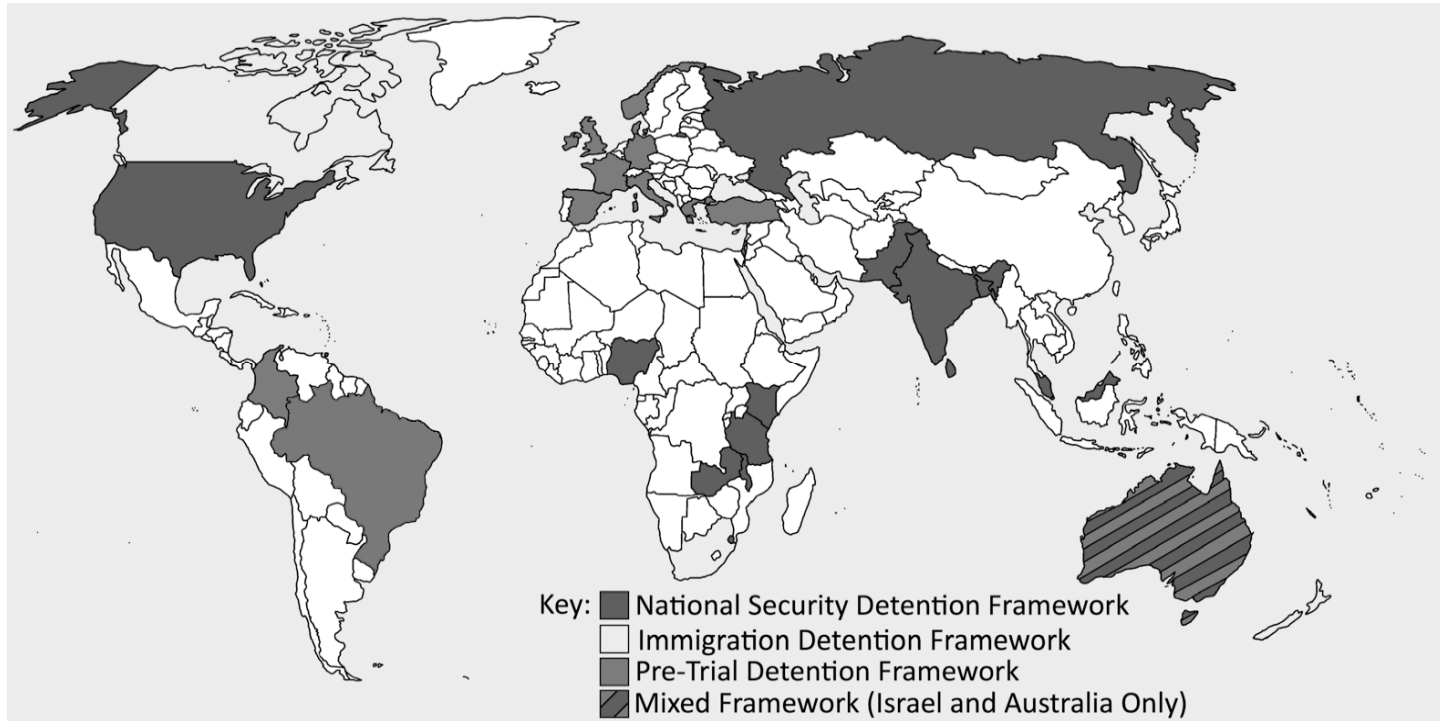 Key: National Security Detention Framework
Immigration Detention Framework
Pre-Trial Detention Framework
Mixed Framework (Israel and Australia Only)